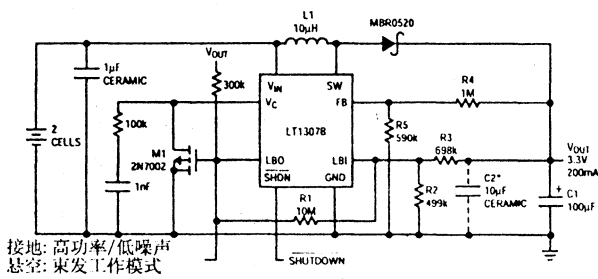 L1
10μH
MBR0520
VOUT
1μF
CERAMIC
300k
VIN
SW
R4
1M
VC
FB
100k
LT1307B
R5
590k
R3
698k
2
CELLS
M1
2N7002
LBO
LBI
VOUT
3.3V
200mA
SHDN
GND
1nf
R1
10M
R2
499k
C2*
10μF
CERAMIC
C1
+
100μF
接地: 高功率/低噪声
悬空: 束发工作模式
SHUTDOWN